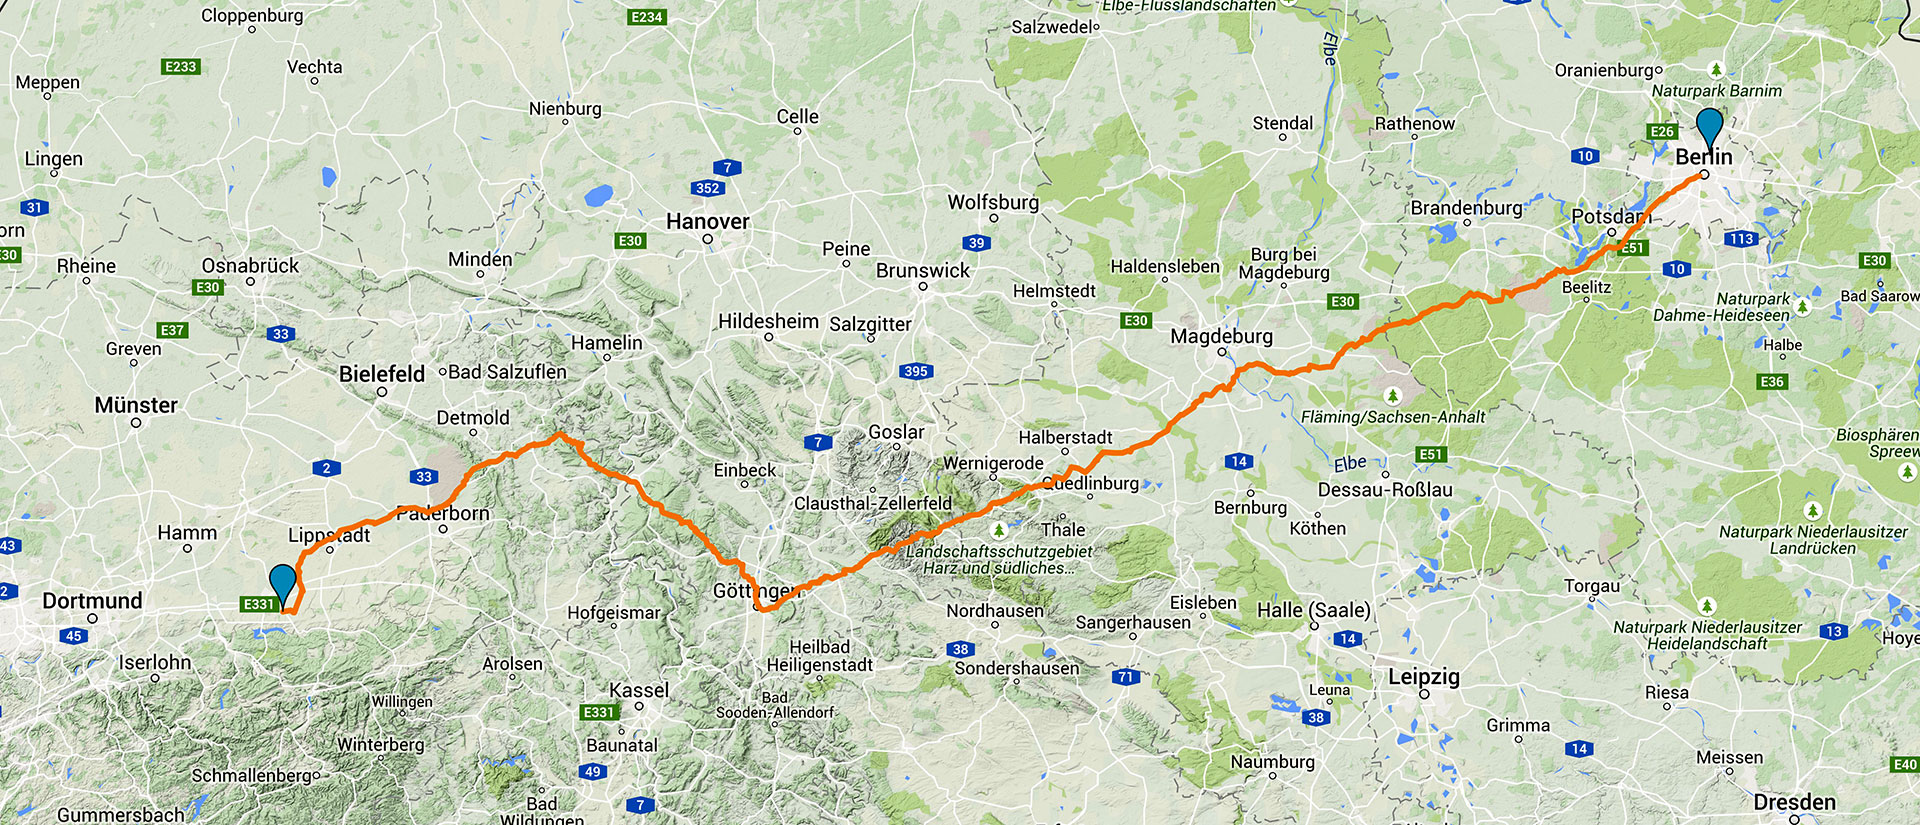 Elbe-Flusslandschaften
Cloppenburg
E234
Salzwedel
Elbe
E233
Vechta
Oranienburg
Meppen
Naturpark Barnim
Nienburg
Celle
Stendal
Rathenow
E26
Lingen
7
10
Berlin
352
31
Wolfsburg
Brandenburg
Potsdam
orn
Hanover
E30
39
113
E51
E30
Peine
Burg bei
Magdeburg
Rheine
Osnabrück
Minden
Brunswick
Haldensleben
10
E30
E30
Helmstedt
E30
Beelitz
Bad Saarow
Naturpark
Dahme-Heideseen
E37
33
Hildesheim
Salzgitter
E30
Magdeburg
Greven
Hamelin
Halbe
Bielefeld
Bad Salzuflen
395
E36
Münster
Detmold
Fläming/Sachsen-Anhalt
Goslar
7
Halberstadt
Biosphären
Spreew
2
33
Einbeck
Wernigerode
14
Elbe
E51
Quedlinburg
Dessau-Roßlau
Clausthal-Zellerfeld
Paderborn
Bernburg
Köthen
Hamm
Lippstadt
Thale
Naturpark Niederlausitzer
Landrücken
43
Landschaftsschutzgebiet
Harz und südliches...
2
Dortmund
E331
Göttingen
Torgau
45
Hofgeismar
Nordhausen
Eisleben
Halle (Saale)
Sangerhausen
14
Naturpark Niederlausitzer
Heidelandschaft
13
Hoye
Iserlohn
Arolsen
Heilbad
Heiligenstadt
38
Sondershausen
71
Leipzig
Willingen
Kassel
Bad
Sooden-Allendorf
Leuna
Riesa
E331
38
Grimma
Winterberg
Baunatal
14
Schmallenberg
49
Naumburg
Meissen
E40
Gummersbach
Bad
Wildungen
7
Dresden